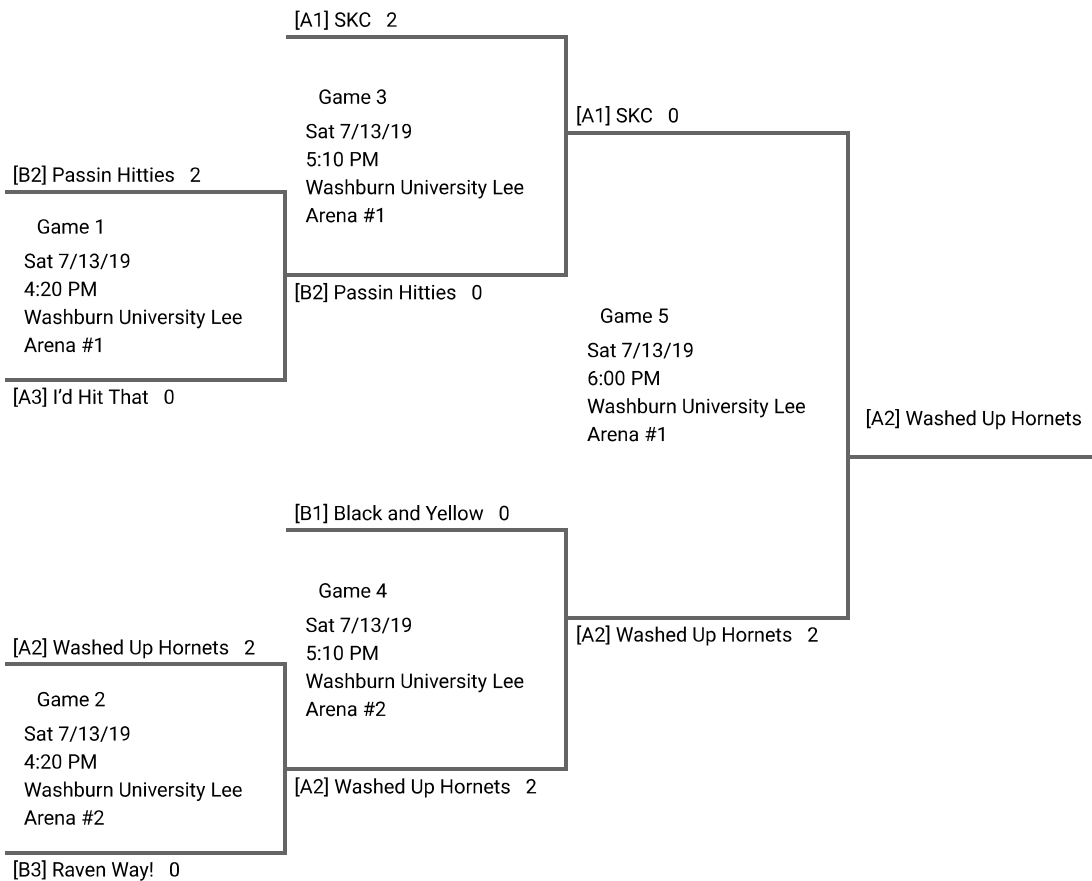 [A1] SKC 2
Game 3
Sat 7/13/19
5:10 PM
Washburn University Lee
Arena #1
[A1] SKC 0
[B2] Passin Hitties 2
Game 1
Sat 7/13/19
4:20 PM
Washburn University Lee
Arena #1
[B2] Passin Hitties 0
[A3] I’d Hit That 0
Game 5
Sat 7/13/19
6:00 PM
Washburn University Lee
Arena #1
[A2] Washed Up Hornets
[B1] Black and Yellow 0
Game 4
Sat 7/13/19
5:10 PM
Washburn University Lee
Arena #2
[A2] Washed Up Hornets 2
[A2] Washed Up Hornets 2
Game 2
Sat 7/13/19
4:20 PM
Washburn University Lee
Arena #2
[A2] Washed Up Hornets 2
[B3] Raven Way! 0